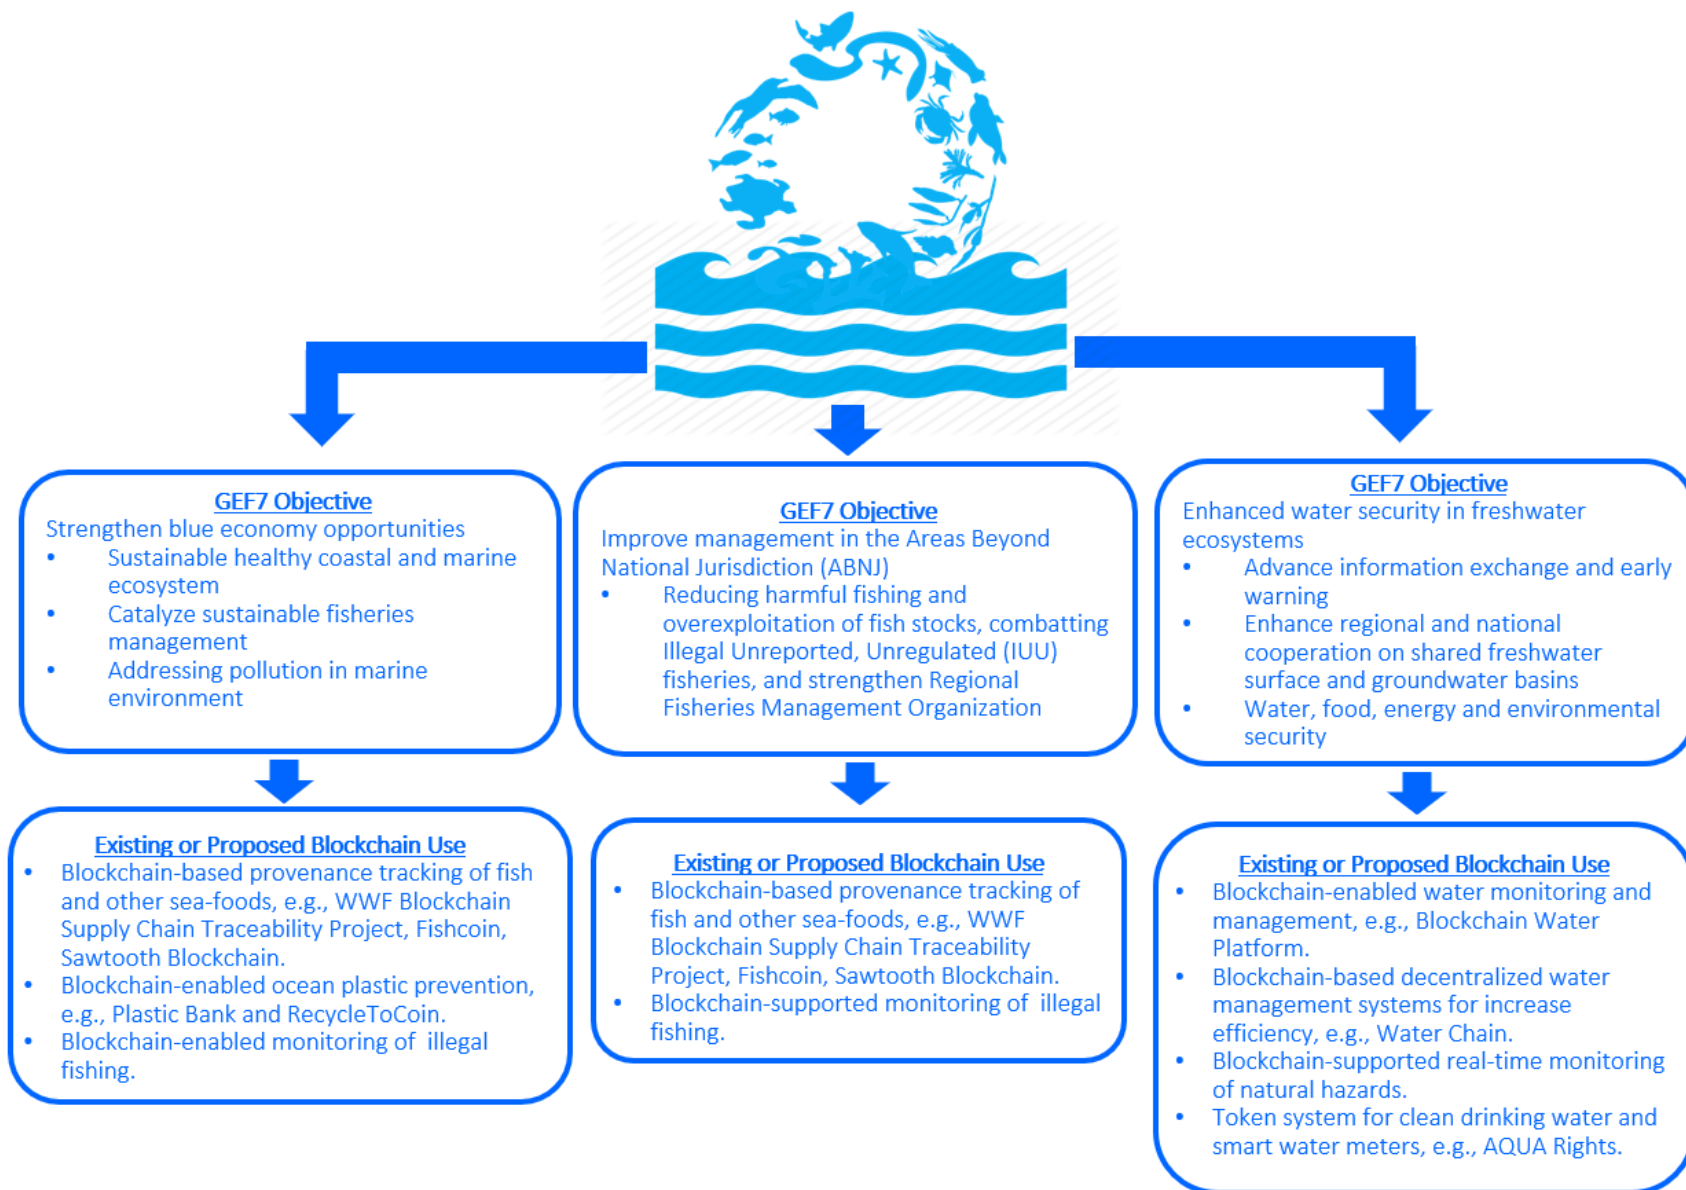 GEF7 Objective
Strengthen blue economy opportunities
• Sustainable healthy coastal and marine
ecosystem
• Catalyze sustainable fisheries
management
• Addressing pollution in marine
environment
GEF7 Objective
Improve management in the Areas Beyond
National Jurisdiction (ABNJ)
• Reducing harmful fishing and
overexploitation of fish stocks, combatting
Illegal Unreported, Unregulated (IUU)
fisheries, and strengthen Regional
Fisheries Management Organization
GEF7 Objective
Enhanced water security in freshwater
ecosystems
• Advance information exchange and early
warning
• Enhance regional and national
cooperation on shared freshwater
surface and groundwater basins
• Water, food, energy and environmental
security
Existing or Proposed Blockchain Use
• Blockchain-based provenance tracking of fish
and other sea-foods, e.g., WWF Blockchain
Supply Chain Traceability Project, Fishcoin,
Sawtooth Blockchain.
• Blockchain-enabled ocean plastic prevention,
e.g., Plastic Bank and RecycleToCoin.
• Blockchain-enabled monitoring of illegal
fishing.
Existing or Proposed Blockchain Use
• Blockchain-based provenance tracking of
fish and other sea-foods, e.g., WWF
Blockchain Supply Chain Traceability
Project, Fishcoin, Sawtooth Blockchain.
• Blockchain-supported monitoring of illegal
fishing.
Existing or Proposed Blockchain Use
• Blockchain-enabled water monitoring and
management, e.g., Blockchain Water
Platform.
• Blockchain-based decentralized water
management systems for increase
efficiency, e.g., Water Chain.
• Blockchain-supported real-time monitoring
of natural hazards.
• Token system for clean drinking water and
smart water meters, e.g., AQUA Rights.